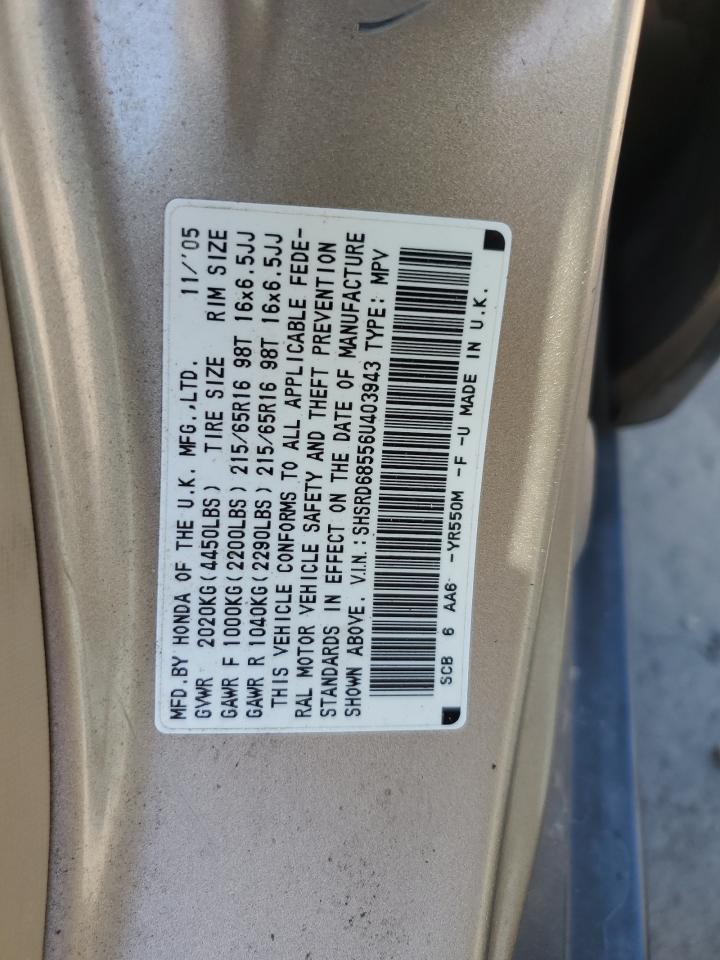 MFD.BY HONDA OF THE U.K. MFG.,LTD. 11/'05
GVWR 2020KG(4450LBS) TIRE SIZE RIM SIZE
GAWR F 1000KG(2200LBS) 215/65R16 98T 16x6.5JJ
GAWR R 1040KG(2290LBS) 215/65R16 98T 16x6.5JJ
THIS VEHICLE CONFORMS TO ALL APPLICABLE FEDE-
RAL MOTOR VEHICLE SAFETY AND THEFT PREVENTION
STANDARDS IN EFFECT ON THE DATE OF MANUFACTURE
SHOWN ABOVE. V.I.N.: SHSRD68556U403943 TYPE: MPV
SCB 6 AA6- -YR550M -F -U MADE IN U.K.